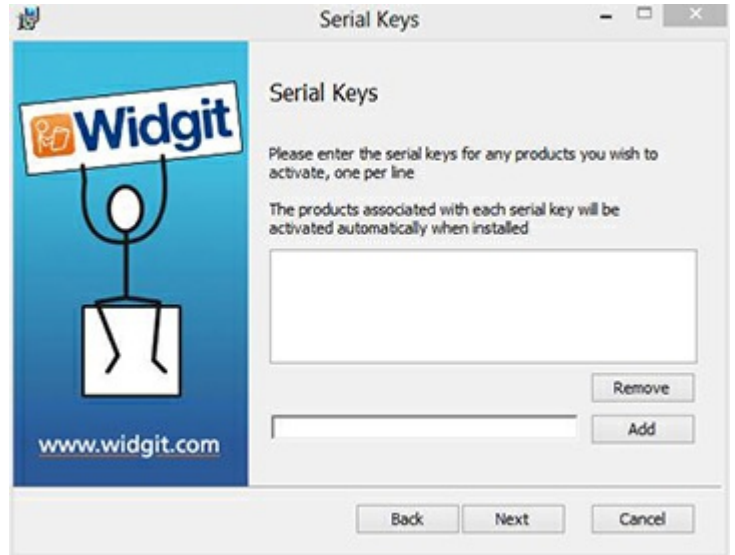 Serial Keys
Widgit
Serial Keys
Please enter the serial keys for any products you wish to
activate, one per line
The products associated with each serial key will be
activated automatically when installed
Remove
Add
www.widgit.com
Back Next Cancel